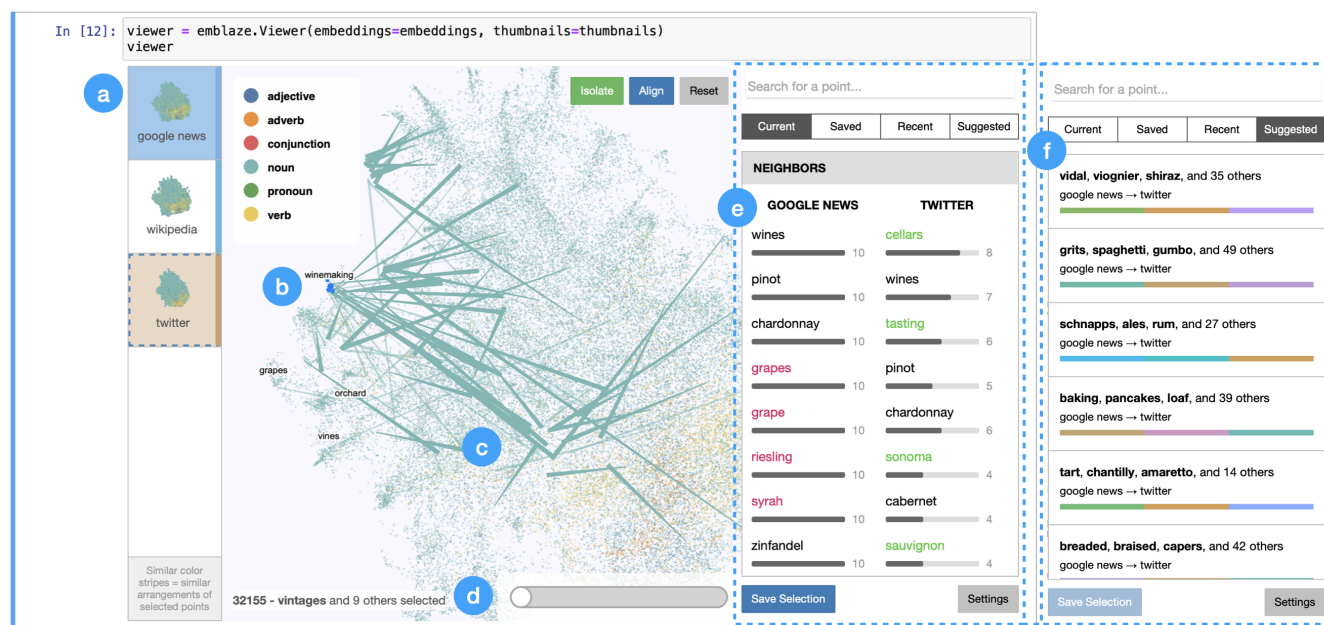 In [12]: viewer = emblaze.Viewer(embeddings=embeddings, thumbnails=thumbnails)
viewer
a
google news
wikipedia
twitter
Similar color
stripes = similar
arrangements of
selected points
adjective
adverb
conjunction
noun
pronoun
verb
Isolate Align Reset
b
winemaking
grapes
orchard
vines
c
32155 - vintages and 9 others selected
d
Search for a point...
Current Saved Recent Suggested
NEIGHBORS
e
GOOGLE NEWS TWITTER
wines cellars
10 8
pinot wines
10 7
chardonnay tasting
10 6
grapes pinot
10 5
grape chardonnay
10 6
riesling sonoma
10 4
syrah cabernet
10 4
zinfandel sauvignon
10 4
Save Selection Settings
f
Search for a point...
Current Saved Recent Suggested
vidal, viognier, shiraz, and 35 others
google news → twitter
grits, spaghetti, gumbo, and 49 others
google news → twitter
schnapps, ales, rum, and 27 others
google news → twitter
baking, pancakes, loaf, and 39 others
google news → twitter
tart, chantilly, amaretto, and 14 others
google news → twitter
breaded, braised, capers, and 42 others
google news → twitter
Save Selection Settings